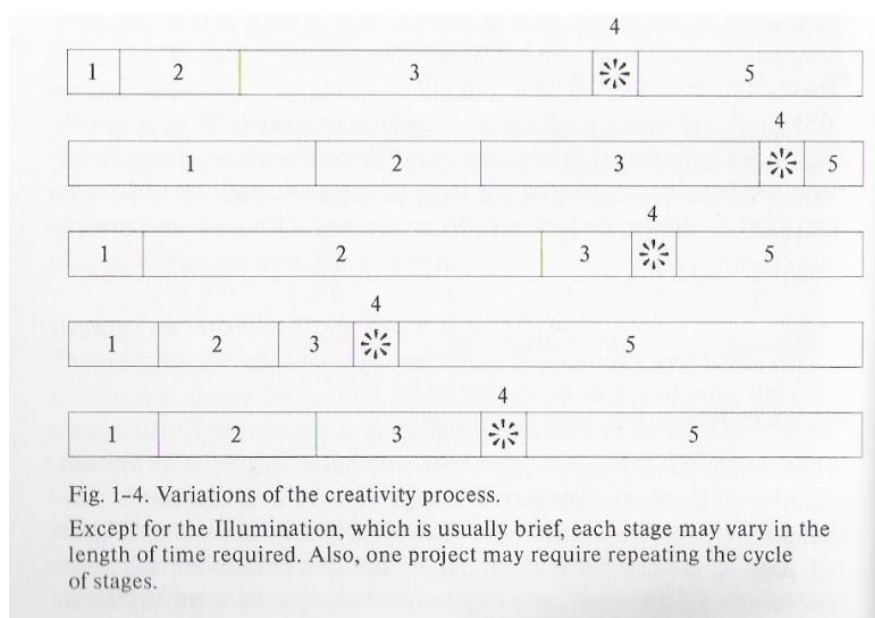 4
1 2 3 5
4
1 2 3 5
4
1 2 3 5
4
1 2 3 5
4
1 2 3 5
Fig. 1–4. Variations of the creativity process.
Except for the Illumination, which is usually brief, each stage may vary in the
length of time required. Also, one project may require repeating the cycle
of stages.